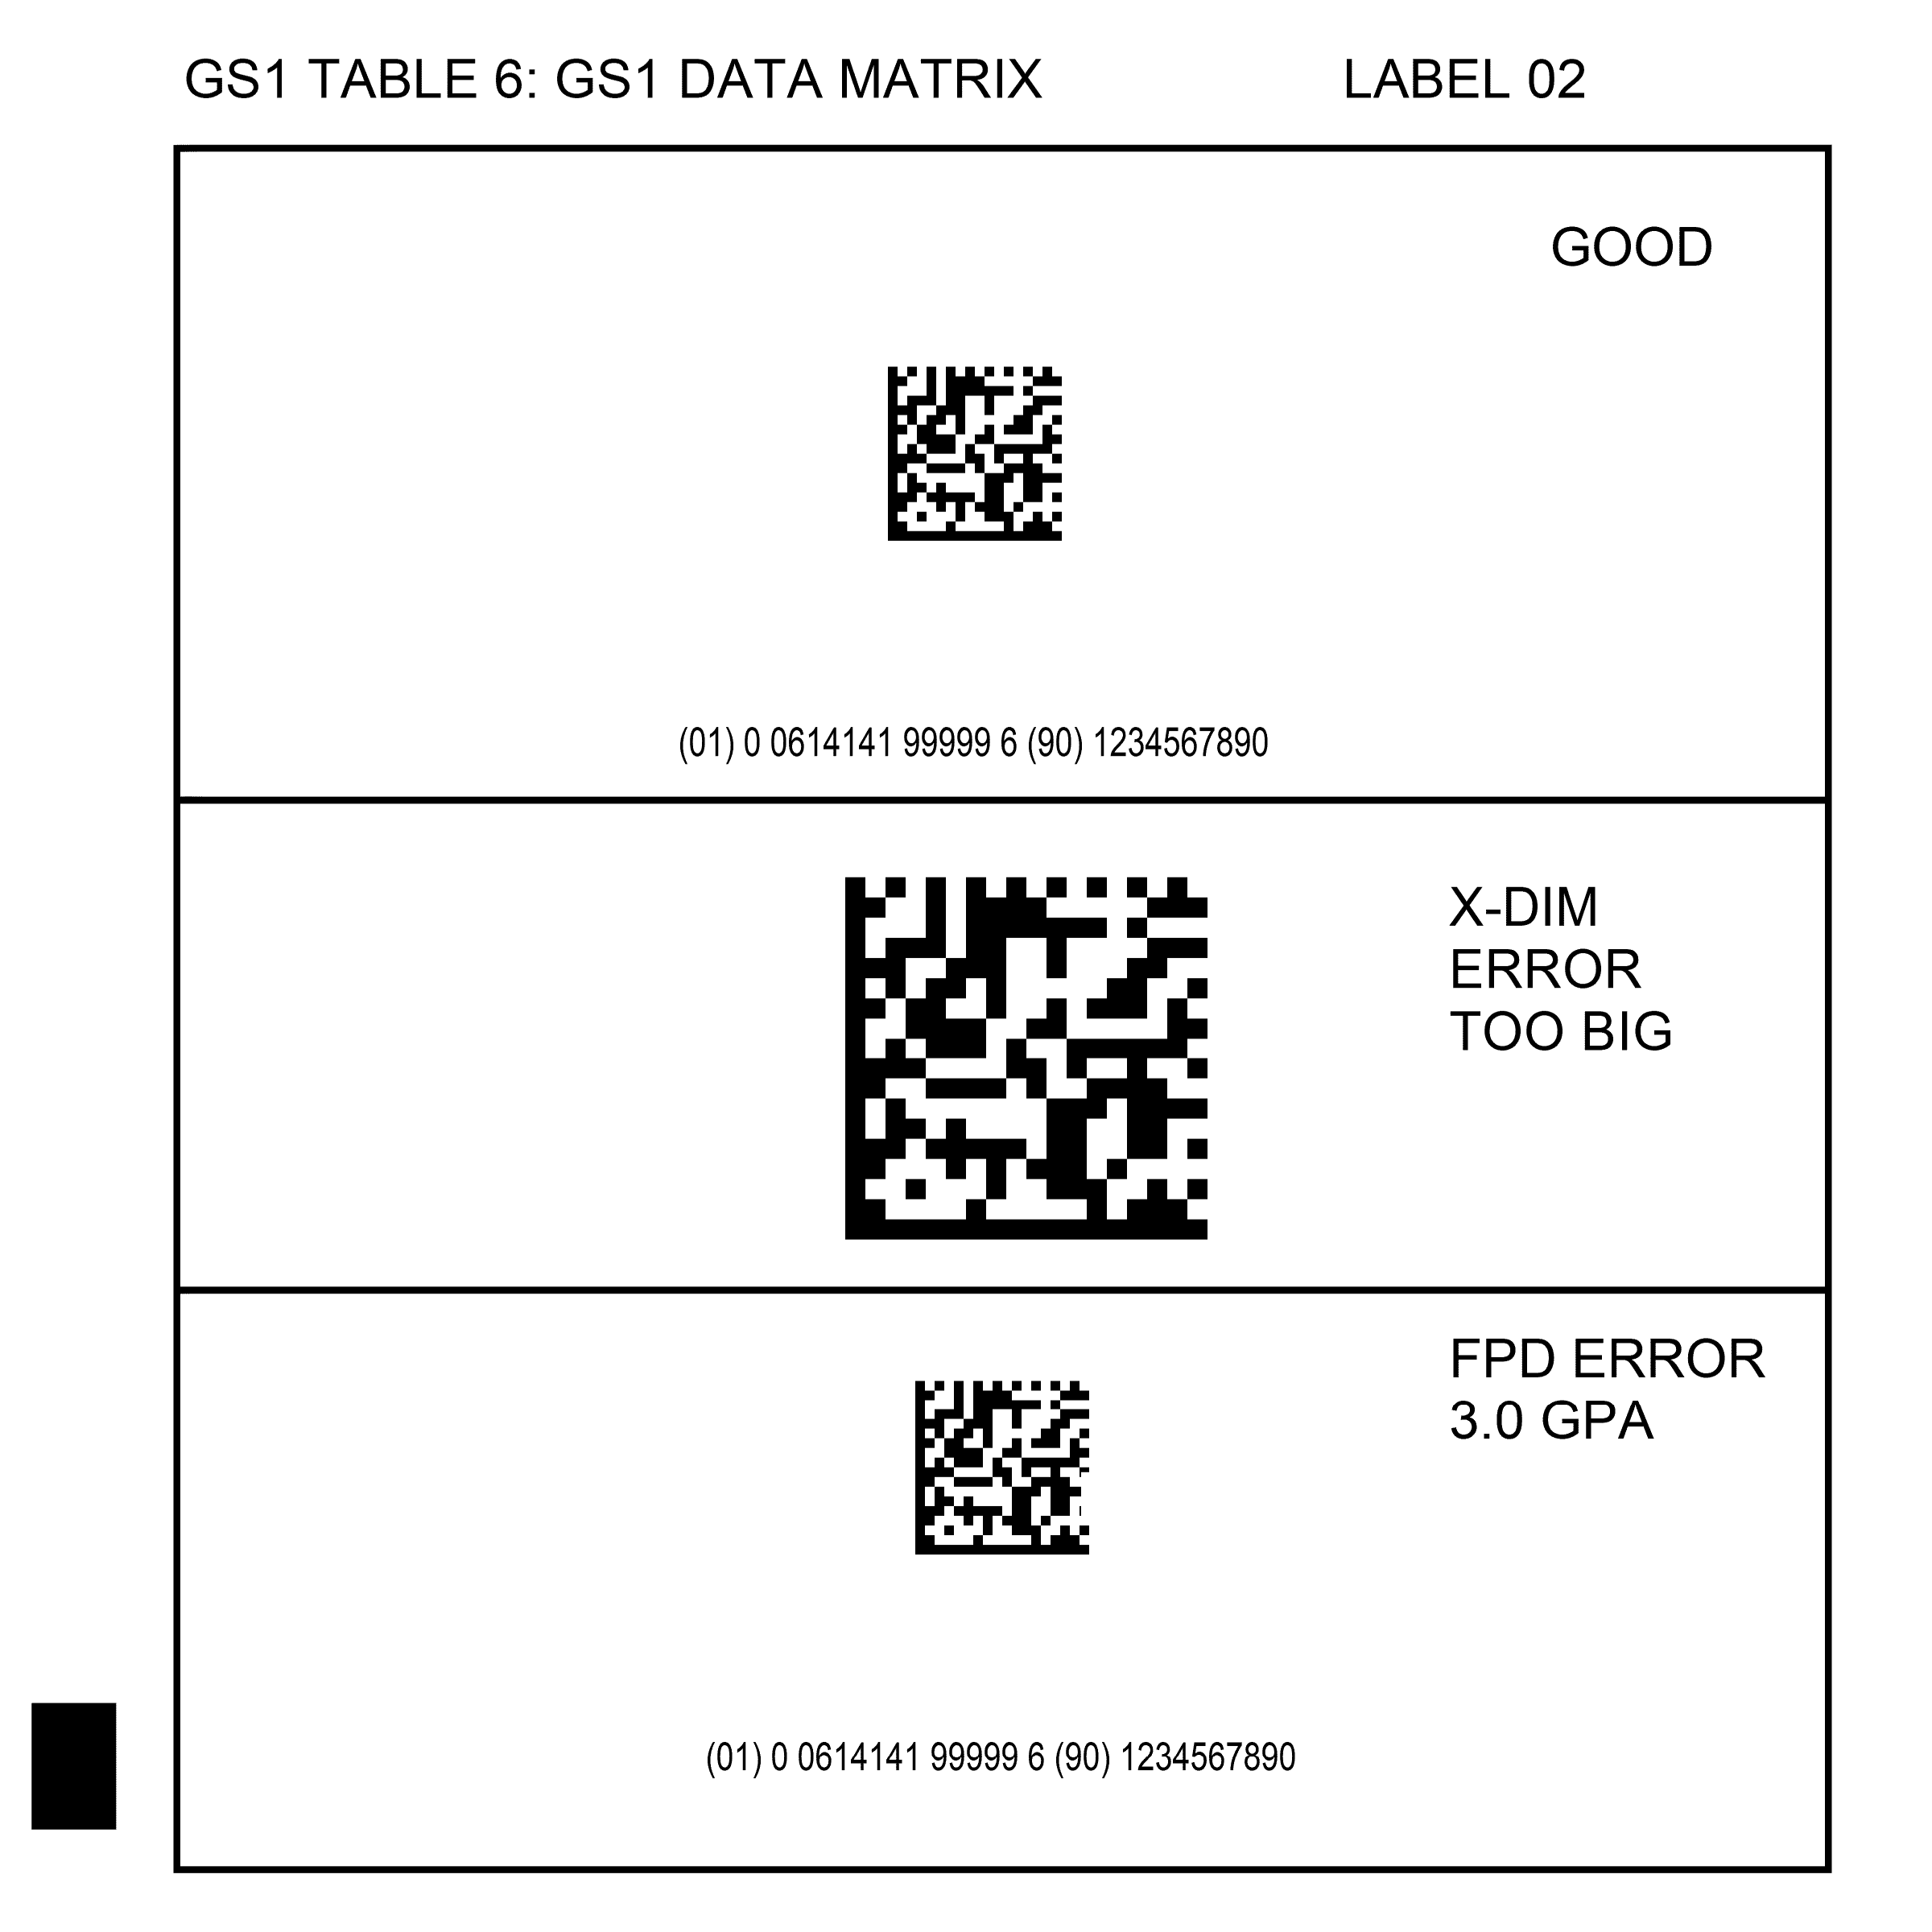 GS1 TABLE 6: GS1 DATA MATRIX LABEL 02
GOOD
(01) 0 0614141 99999 6 (90) 1234567890
X-DIM
ERROR
TOO BIG
FPD ERROR
3.0 GPA
(01) 0 0614141 99999 6 (90) 1234567890